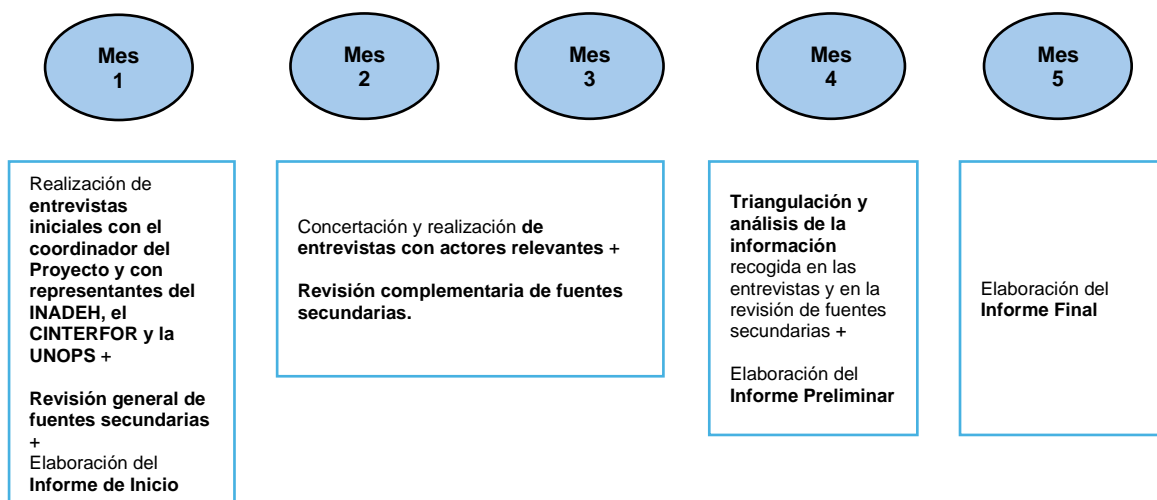 Mes
1
Mes
2
Mes
3
Mes
4
Mes
5
Realización de
entrevistas
iniciales con el
coordinador del
Proyecto y con
representantes del
INADEH, el
CINTERFOR y la
UNOPS +
Revisión general de
fuentes secundarias
+
Elaboración del
Informe de Inicio
Concertación y realización de
entrevistas con actores relevantes +
Revisión complementaria de fuentes
secundarias.
Triangulación y
análisis de la
información
recogida en las
entrevistas y en la
revisión de fuentes
secundarias +
Elaboración del
Informe Preliminar
Elaboración del
Informe Final